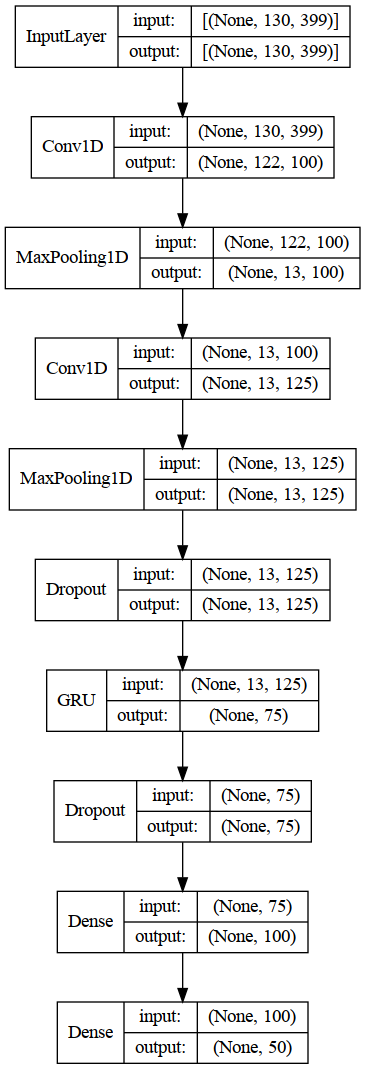 InputLayer
input: [(None, 130, 399)]
output: [(None, 130, 399)]
Conv1D
input: (None, 130, 399)
output: (None, 122, 100)
MaxPooling1D
input: (None, 122, 100)
output: (None, 13, 100)
Conv1D
input: (None, 13, 100)
output: (None, 13, 125)
MaxPooling1D
input: (None, 13, 125)
output: (None, 13, 125)
Dropout
input: (None, 13, 125)
output: (None, 13, 125)
GRU
input: (None, 13, 125)
output: (None, 75)
Dropout
input: (None, 75)
output: (None, 75)
Dense
input: (None, 75)
output: (None, 100)
Dense
input: (None, 100)
output: (None, 50)